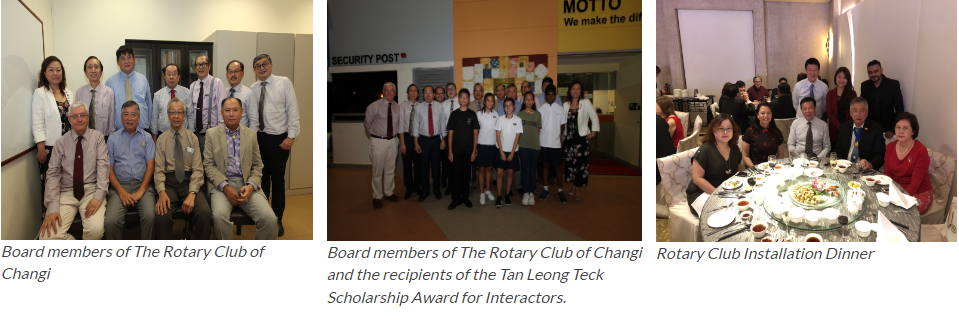 MOTTO
We make the dif
SECURITY POST
Board members of The Rotary Club of
Changi
Board members of The Rotary Club of Changi
and the recipients of the Tan Leong Teck
Scholarship Award for Interactors.
Rotary Club Installation Dinner